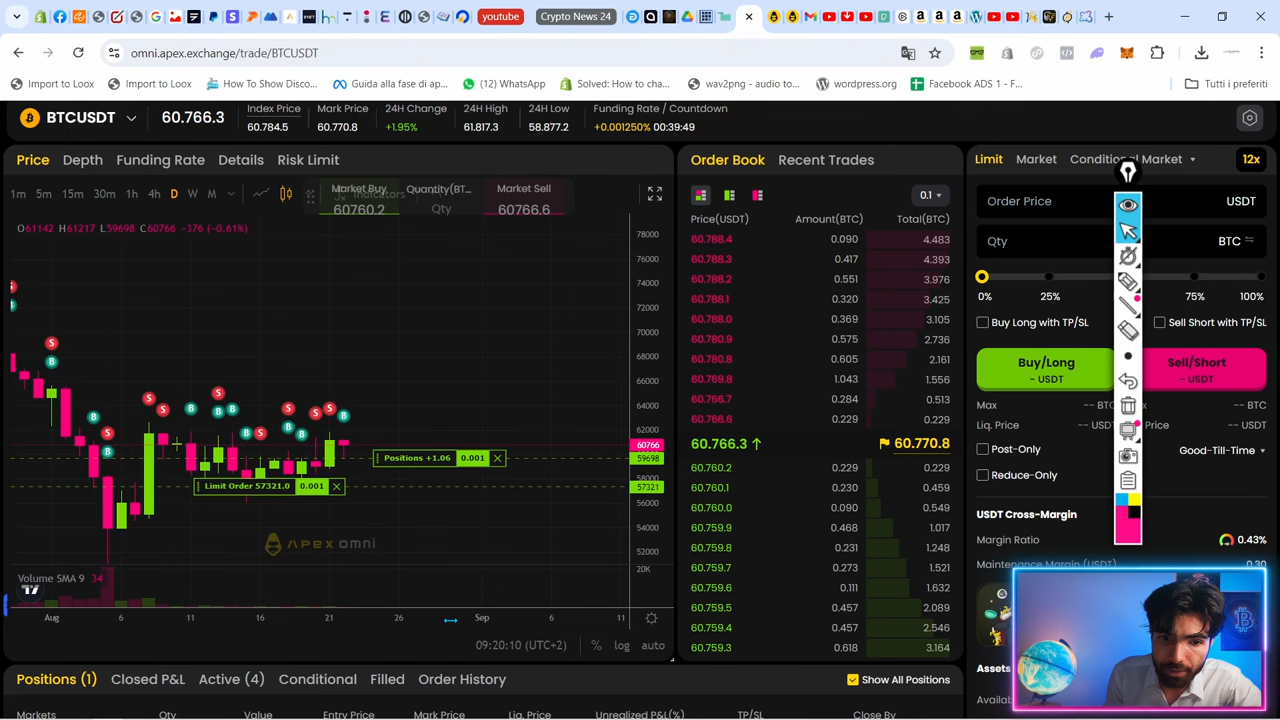 youtube
Crypto News 24
omni.apex.exchange/trade/BTCUSDT
Import to Loox
Import to Loox
How To Show Disco...
Guida alla fase di ap...
(12) WhatsApp
Solved: How to cha...
wav2png - audio to...
wordpress.org
Facebook ADS 1 – F...
Tutti i preferiti
BTCUSDT 60.766.3
Index Price 60.784.5
Mark Price 60.770.8
24H Change +1.95%
24H High 61.817.3
24H Low 58.877.2
Funding Rate / Countdown
+0.001250% 00:39:49
Price Depth Funding Rate Details Risk Limit
1m 5m 15m 30m 1h 4h D W M
Indicators
Market Buy 60760.2
Quantity(BT... Qty
Market Sell 60766.6
O61142 H61217 L59698 C60766 -376 (-0.61%)
78000
76000
74000
72000
70000
68000
66000
64000
62000
60766
59698
58000
57321
56000
54000
52000
20K
Positions +1.06 0.001
Limit Order 57321.0 0.001
APEX OMNI
Volume SMA 9 34
Aug 6 11 16 21 26 Sep 6 11
09:20:10 (UTC+2) % log auto
Order Book Recent Trades
0.1
Price(USDT) Amount(BTC) Total(BTC)
60.788.4 0.090 4.483
60.788.3 0.417 4.393
60.788.2 0.551 3.976
60.788.1 0.320 3.425
60.788.0 0.369 3.105
60.780.9 0.575 2.736
60.780.8 0.605 2.161
60.769.8 1.043 1.556
60.766.7 0.284 0.513
60.766.6 0.229 0.229
60.766.3 60.770.8
60.760.2 0.229 0.229
60.760.1 0.230 0.459
60.760.0 0.090 0.549
60.759.9 0.468 1.017
60.759.8 0.231 1.248
60.759.7 0.273 1.521
60.759.6 0.111 1.632
60.759.5 0.457 2.089
60.759.4 0.457 2.546
60.759.3 0.618 3.164
Limit Market Conditional Market 12x
Order Price USDT
Qty BTC
0% 25% 75% 100%
Buy Long with TP/SL Sell Short with TP/SL
Buy/Long - USDT
Sell/Short - USDT
Max -- BTC -- BTC
Liq. Price -- USDT Price -- USDT
Post-Only Good-Till-Time
Reduce-Only
USDT Cross-Margin
Margin Ratio 0.43%
Maintenance Margin (USDT) 0.30
Assets
Positions (1) Closed P&L Active (4) Conditional Filled Order History
Show All Positions
Markets Qty Value Entry Price Mark Price Liq. Price Unrealized P&L(%) TP/SL Close By